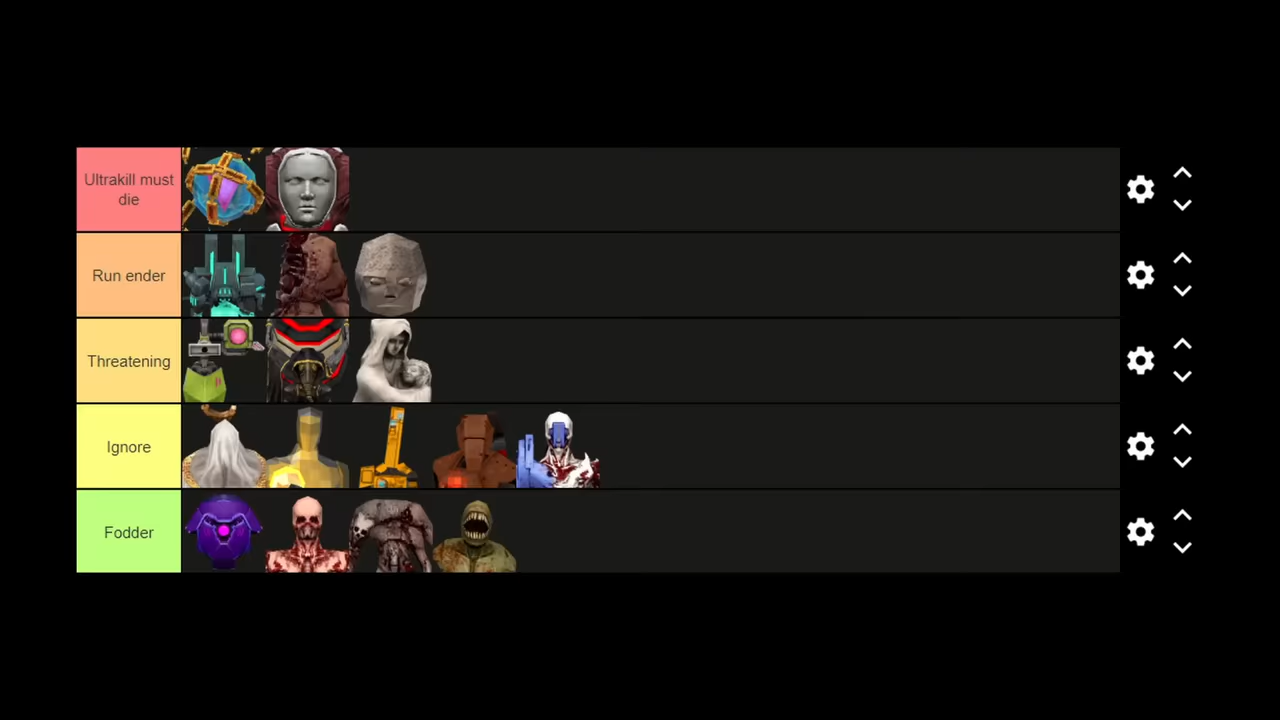 Ultrakill must
die
Run ender
Threatening
Ignore
Fodder